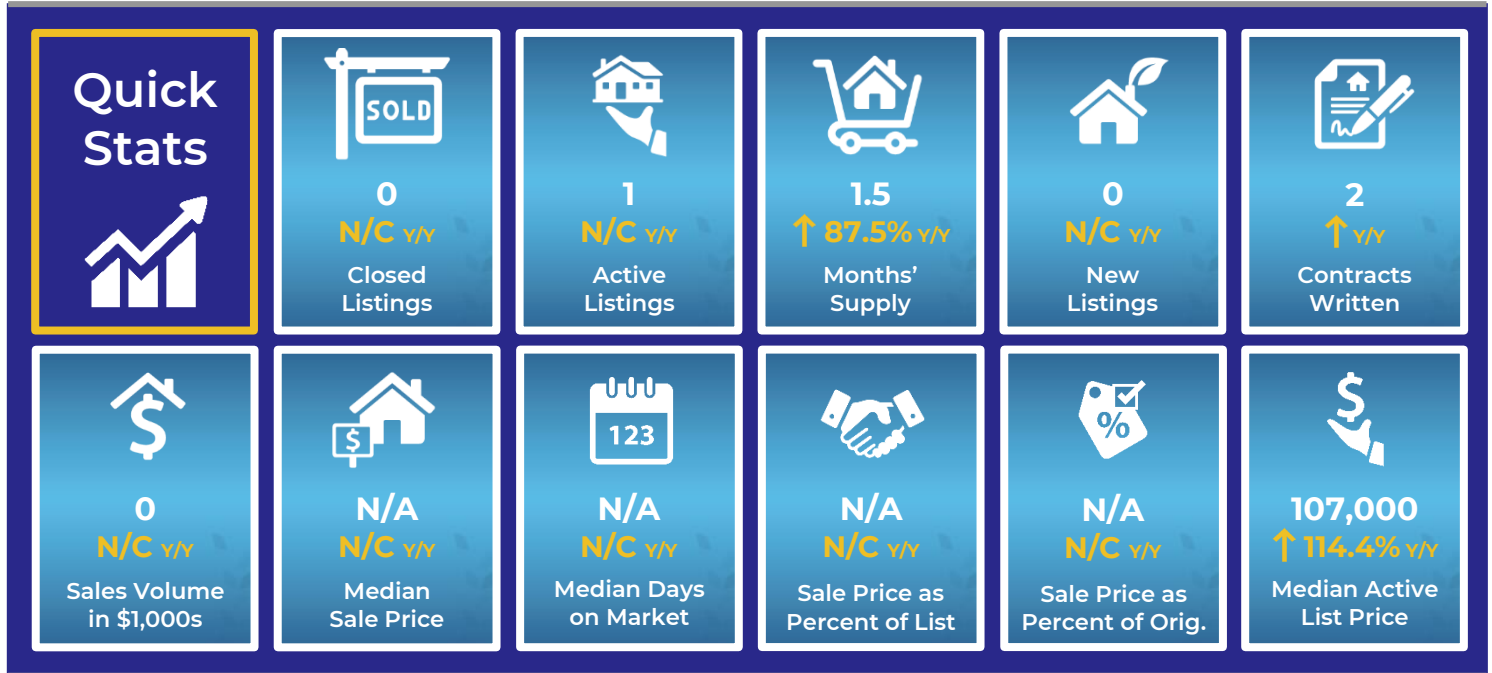 Quick
Stats
SOLD
0
N/C Y/Y
Closed
Listings
1
N/C Y/Y
Active
Listings
1.5
↑ 87.5% Y/Y
Months’
Supply
0
N/C Y/Y
New
Listings
2
↑ Y/Y
Contracts
Written
$
0
N/C Y/Y
Sales Volume
in $1,000s
$
N/A
N/C Y/Y
Median
Sale Price
123
N/A
N/C Y/Y
Median Days
on Market
N/A
N/C Y/Y
Sale Price as
Percent of List
%
N/A
N/C Y/Y
Sale Price as
Percent of Orig.
$
107,000
↑ 114.4% Y/Y
Median Active
List Price